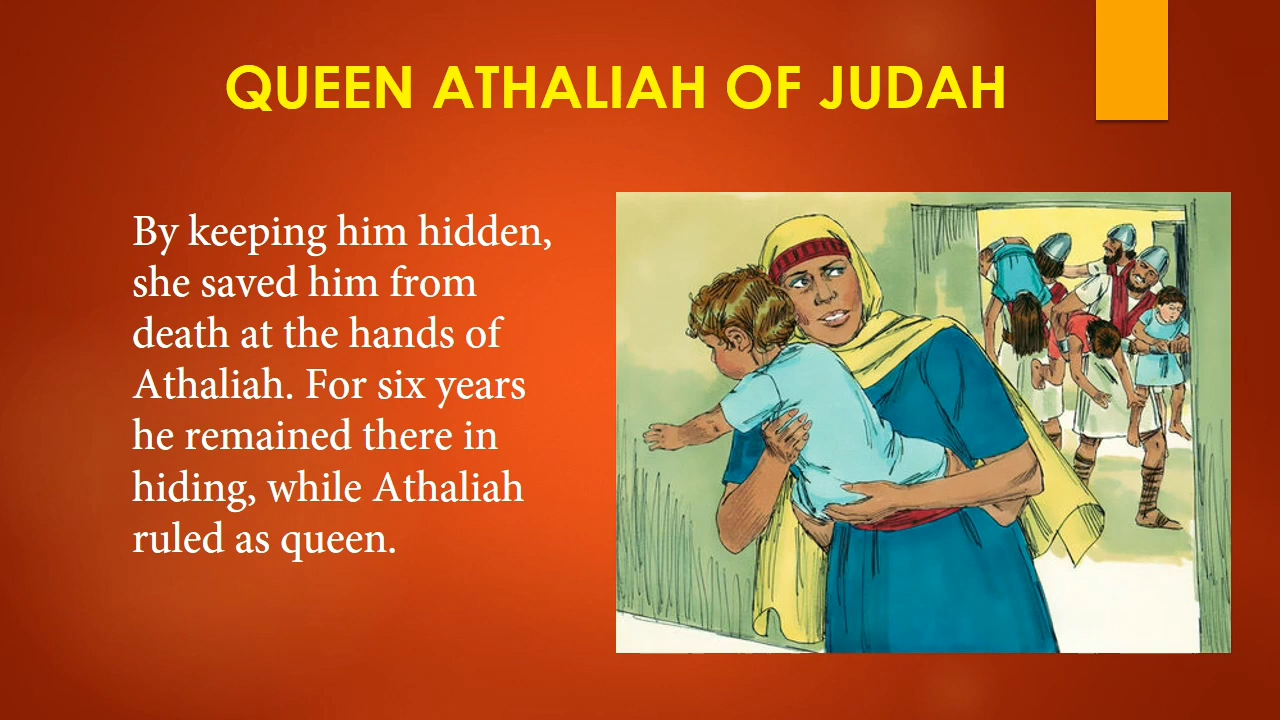 QUEEN ATHALIAH OF JUDAH
By keeping him hidden,
she saved him from
death at the hands of
Athaliah. For six years
he remained there in
hiding, while Athaliah
ruled as queen.